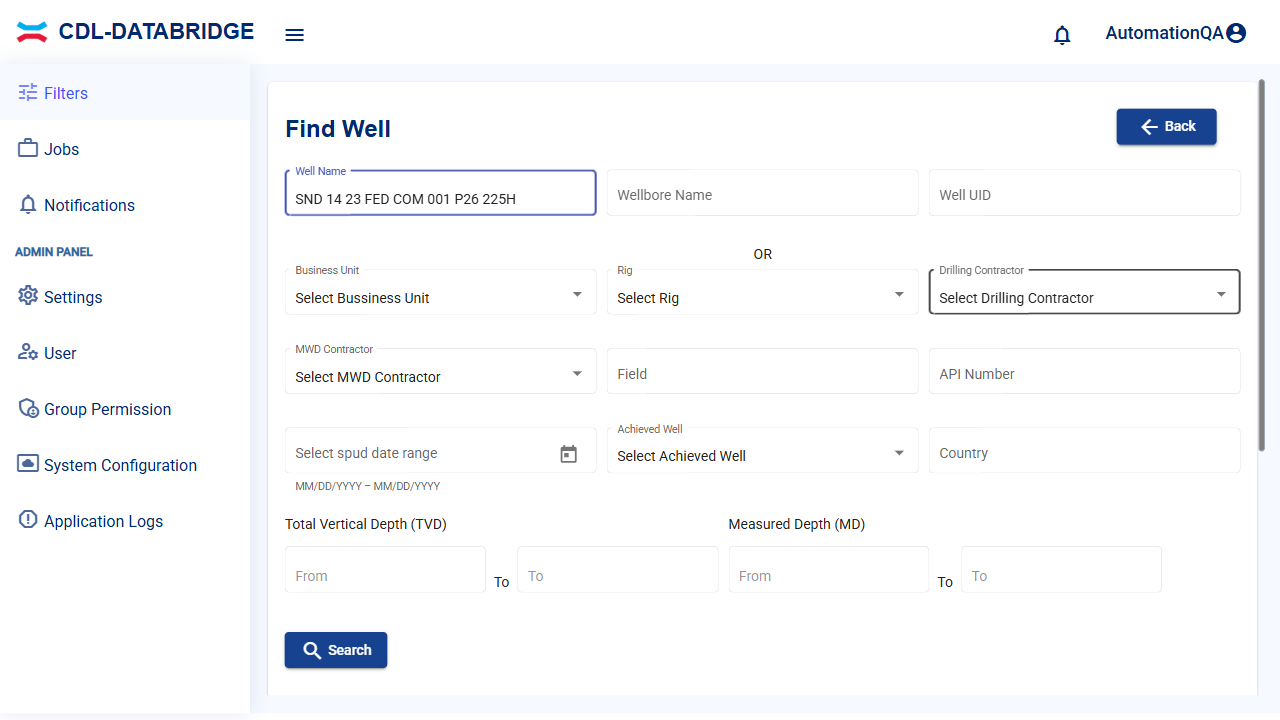 CDL-DATABRIDGE
AutomationQA
Filters
Jobs
Notifications
ADMIN PANEL
Settings
User
Group Permission
System Configuration
Application Logs
Find Well
Back
Well Name
SND 14 23 FED COM 001 P26 225H
Wellbore Name
Well UID
OR
Business Unit
Select Bussiness Unit
Rig
Select Rig
Drilling Contractor
Select Drilling Contractor
MWD Contractor
Select MWD Contractor
Field
API Number
Select spud date range
MM/DD/YYYY – MM/DD/YYYY
Achieved Well
Select Achieved Well
Country
Total Vertical Depth (TVD)
From
To
To
Measured Depth (MD)
From
To
To
Search